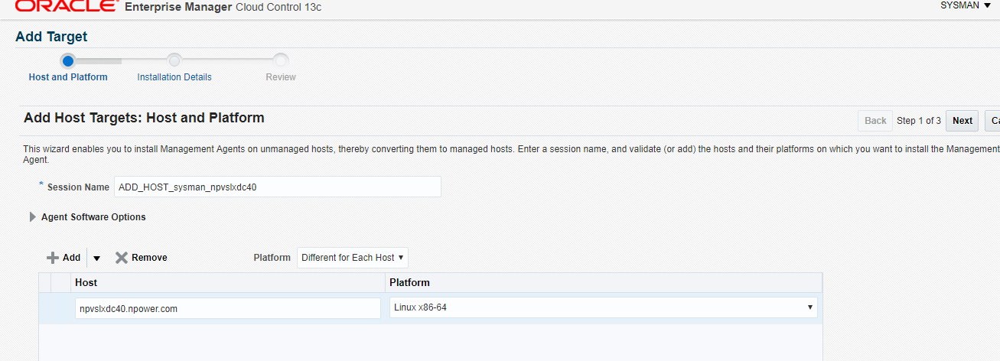 ORACLE Enterprise Manager Cloud Control 13c SYSMAN
Add Target
Host and Platform Installation Details Review
Add Host Targets: Host and Platform Back Step 1 of 3 Next Ca
This wizard enables you to install Management Agents on unmanaged hosts, thereby converting them to managed hosts. Enter a session name, and validate (or add) the hosts and their platforms on which you want to install the Management
Agent.
* Session Name ADD_HOST_sysman_npvslxdc40
Agent Software Options
Add Remove Platform Different for Each Host
Host Platform
npvslxdc40.npower.com Linux x86-64